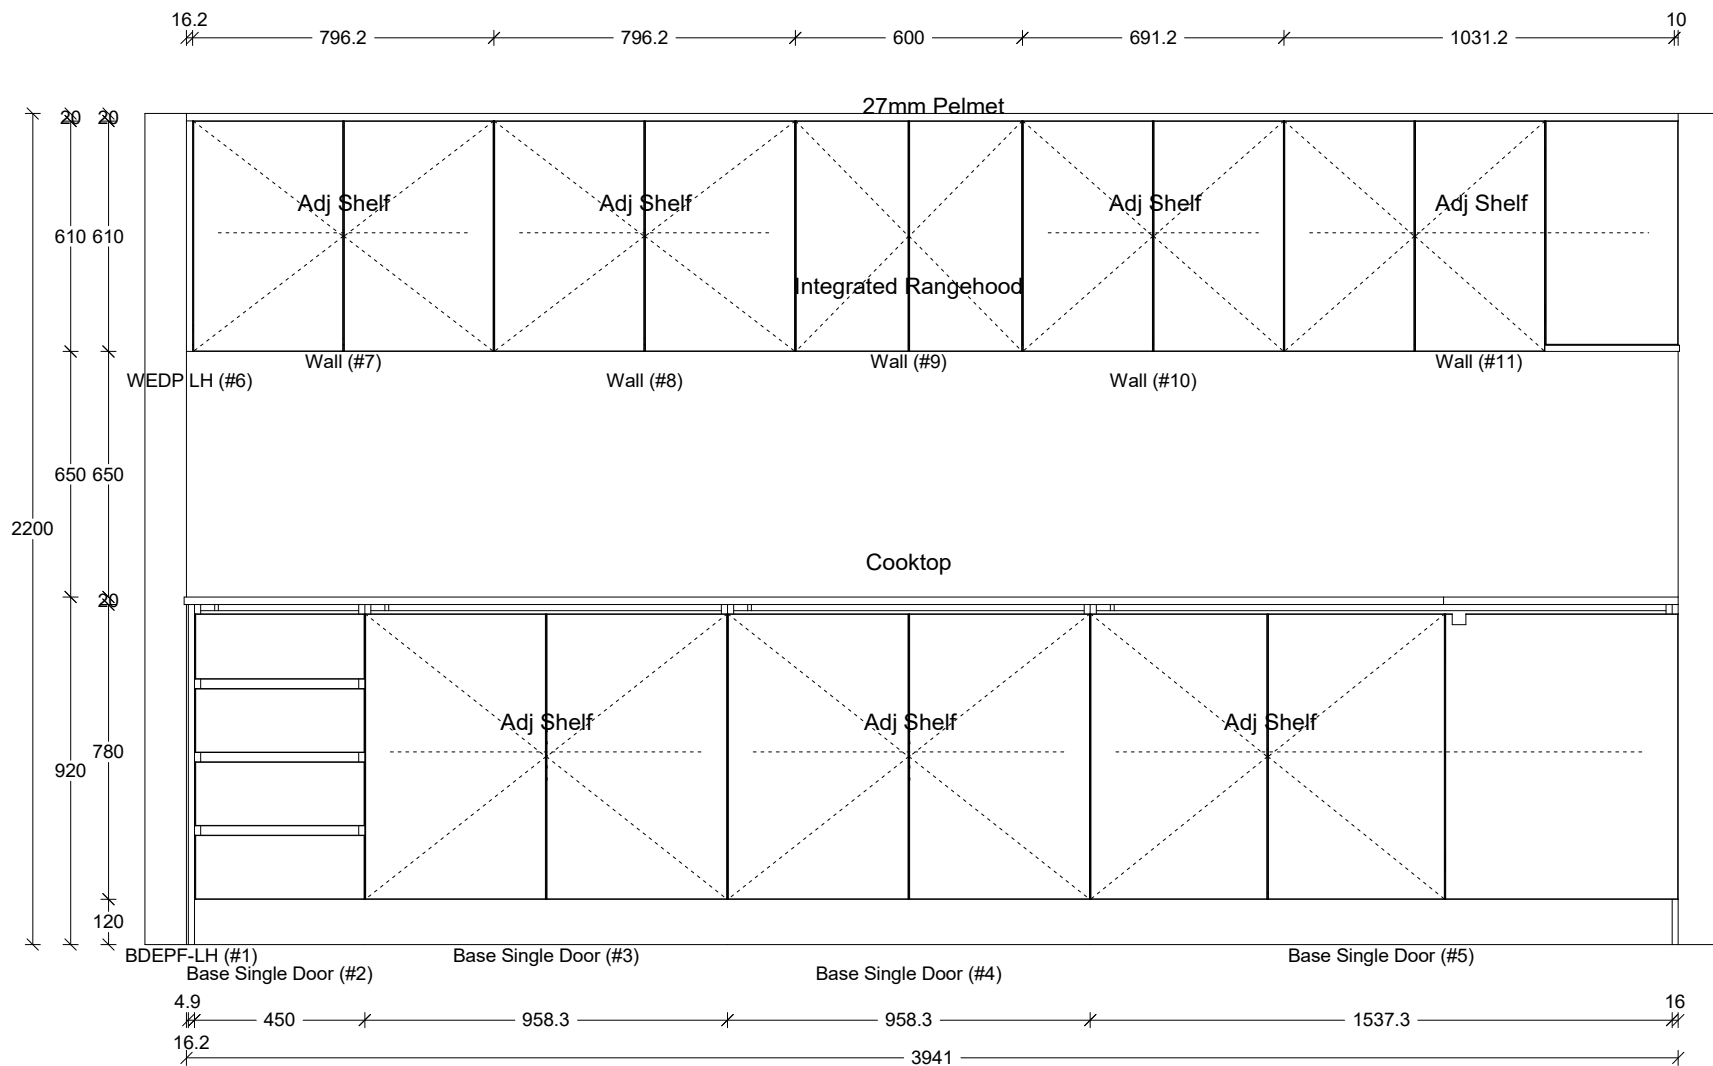 16.2
10
796.2
796.2
600
691.2
1031.2
27mm Pelmet
20
20
Adj Shelf
Adj Shelf
Adj Shelf
Adj Shelf
610
610
Integrated Rangehood
Wall (#7)
Wall (#9)
Wall (#11)
WEDP LH (#6)
Wall (#8)
Wall (#10)
650
650
2200
Cooktop
20
Adj Shelf
Adj Shelf
Adj Shelf
780
920
120
BDEPF-LH (#1)
Base Single Door (#3)
Base Single Door (#5)
Base Single Door (#2)
Base Single Door (#4)
4.9
16
450
958.3
958.3
1537.3
16.2
3941